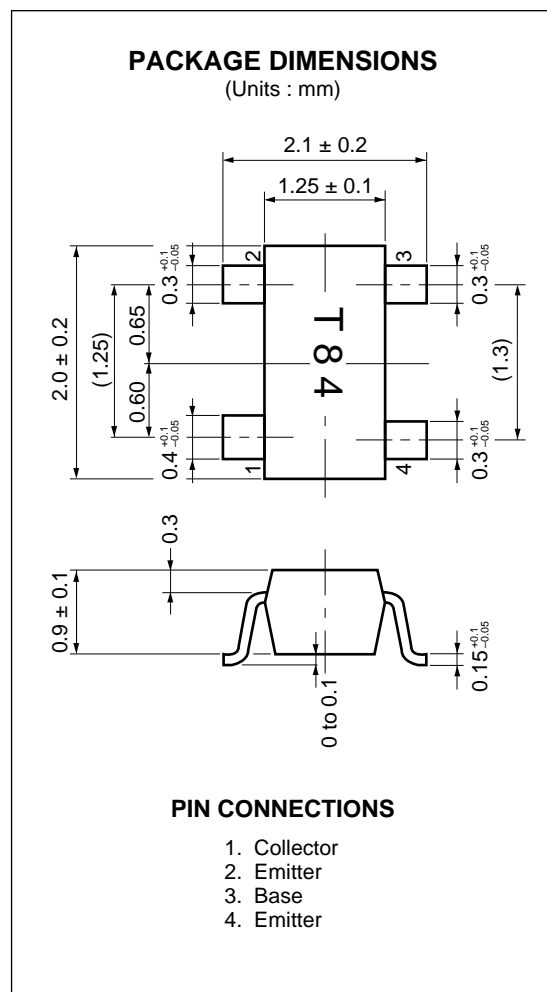 PACKAGE DIMENSIONS
(Units : mm)
2.1 ± 0.2
1.25 ± 0.1
2.0 ± 0.2
(1.25)
0.65
0.60
0.3 +0.1 −0.05
0.4 +0.1 −0.05
2
1
T84
3
4
0.3 +0.1 −0.05
0.3 +0.1 −0.05
(1.3)
0.9 ± 0.1
0.3
0 to 0.1
0.15 +0.1 −0.05
PIN CONNECTIONS
1. Collector
2. Emitter
3. Base
4. Emitter